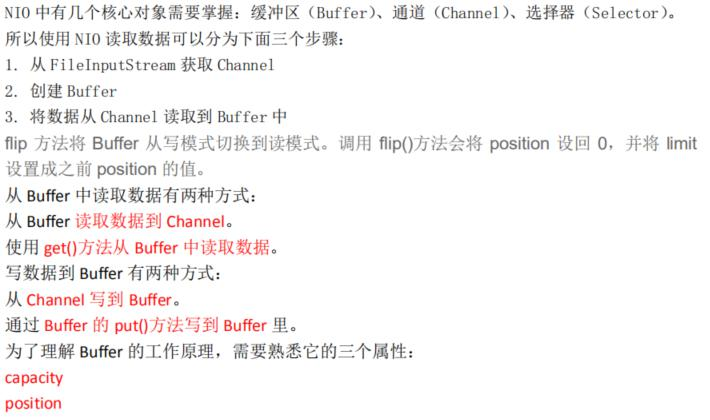 NIO 中有几个核心对象需要掌握：缓冲区（Buffer）、通道（Channel）、选择器（Selector）。
所以使用 NIO 读取数据可以分为下面三个步骤：
1. 从 FileInputStream 获取 Channel
2. 创建 Buffer
3. 将数据从 Channel 读取到 Buffer 中
flip 方法将 Buffer 从写模式切换到读模式。调用 flip()方法会将 position 设回 0，并将 limit
设置成之前 position 的值。
从 Buffer 中读取数据有两种方式：
从 Buffer 读取数据到 Channel。
使用 get()方法从 Buffer 中读取数据。
写数据到 Buffer 有两种方式：
从 Channel 写到 Buffer。
通过 Buffer 的 put()方法写到 Buffer 里。
为了理解 Buffer 的工作原理，需要熟悉它的三个属性：
capacity
position